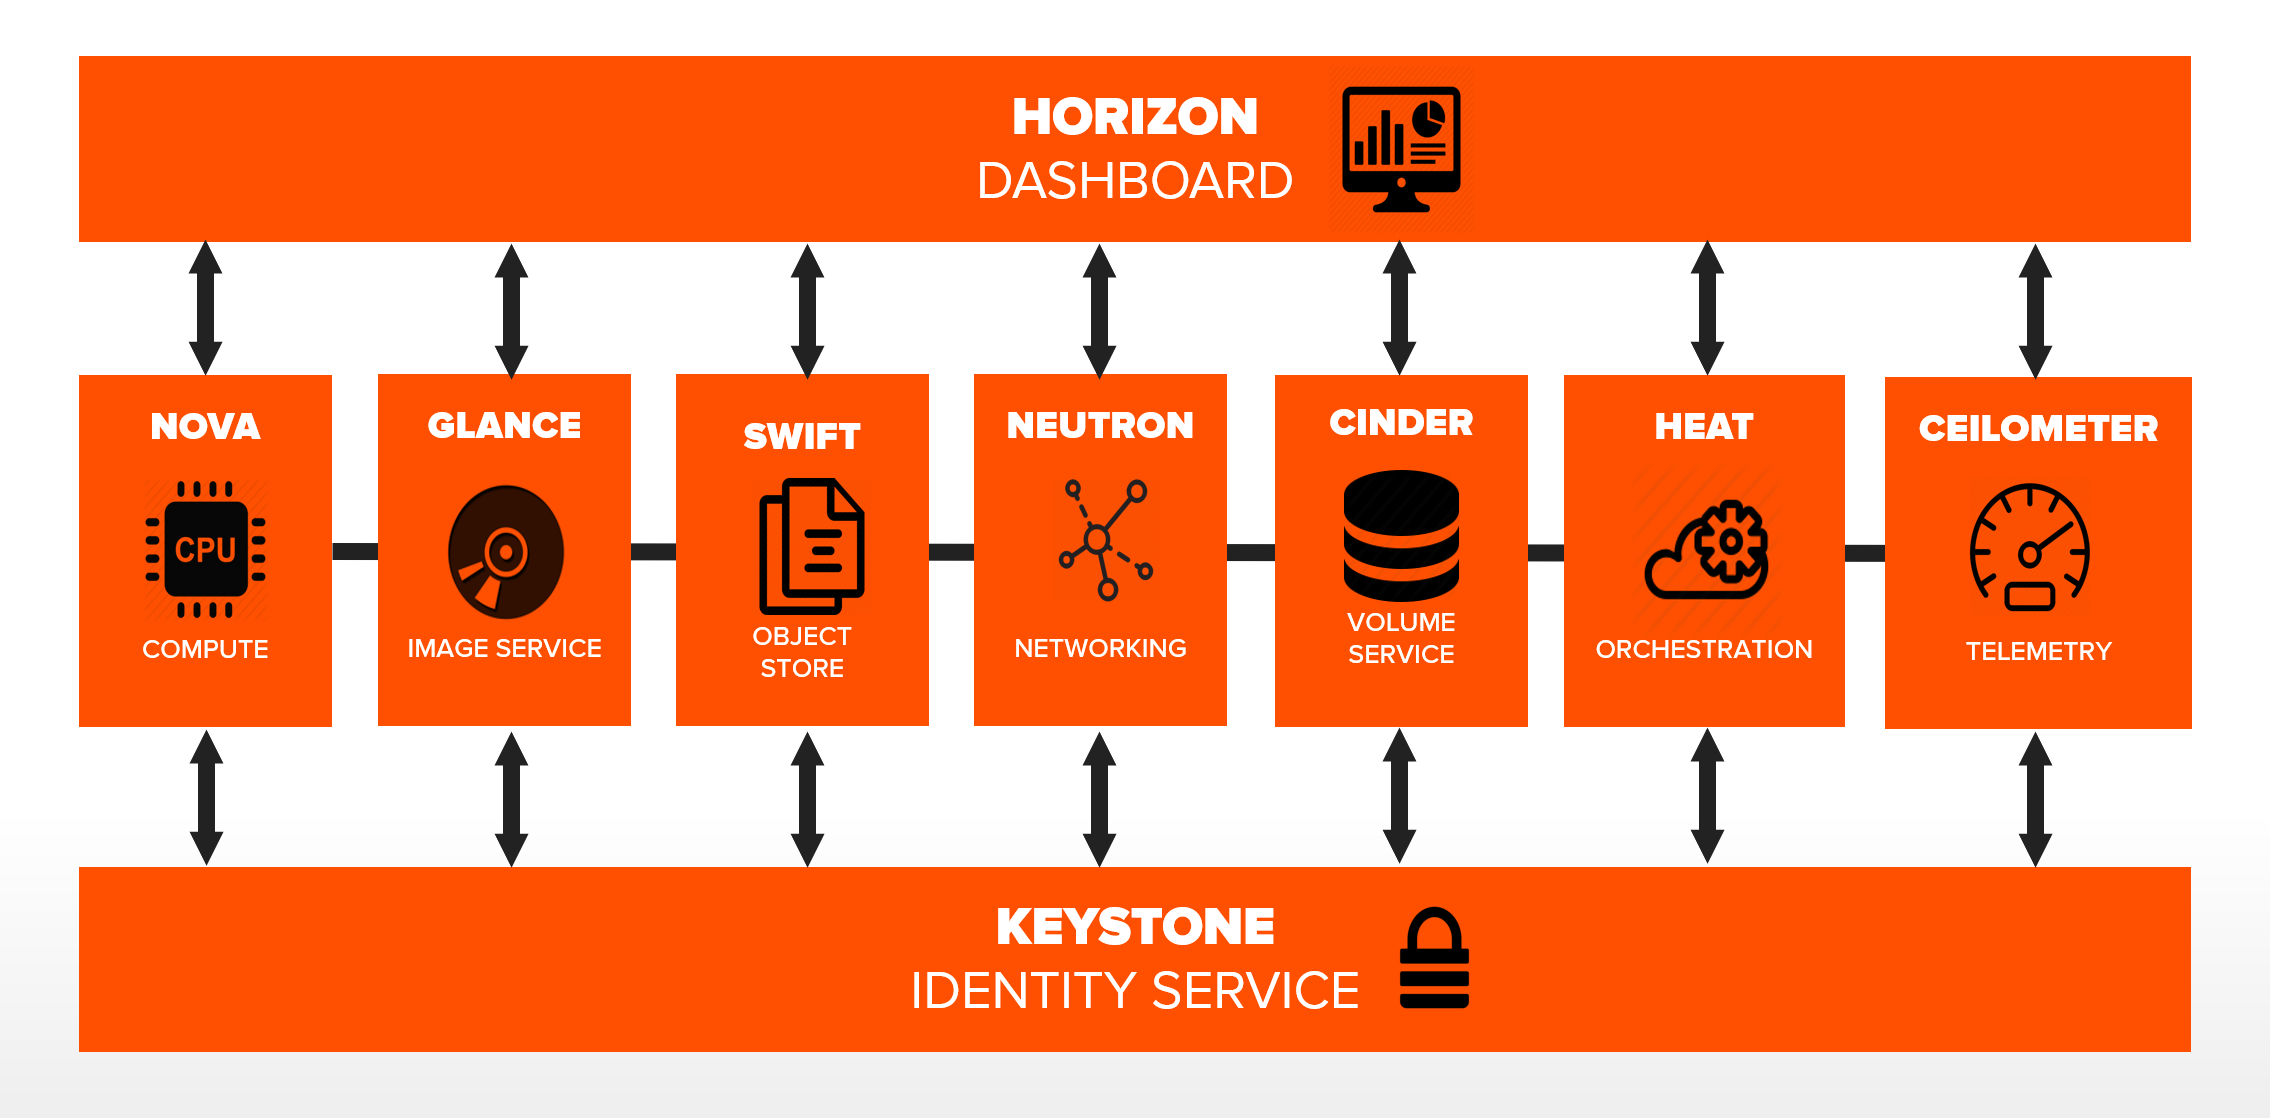 HORIZON
DASHBOARD
NOVA
CPU
COMPUTE
GLANCE
IMAGE SERVICE
SWIFT
OBJECT
STORE
NEUTRON
NETWORKING
CINDER
VOLUME
SERVICE
HEAT
ORCHESTRATION
CEILOMETER
TELEMETRY
KEYSTONE
IDENTITY SERVICE